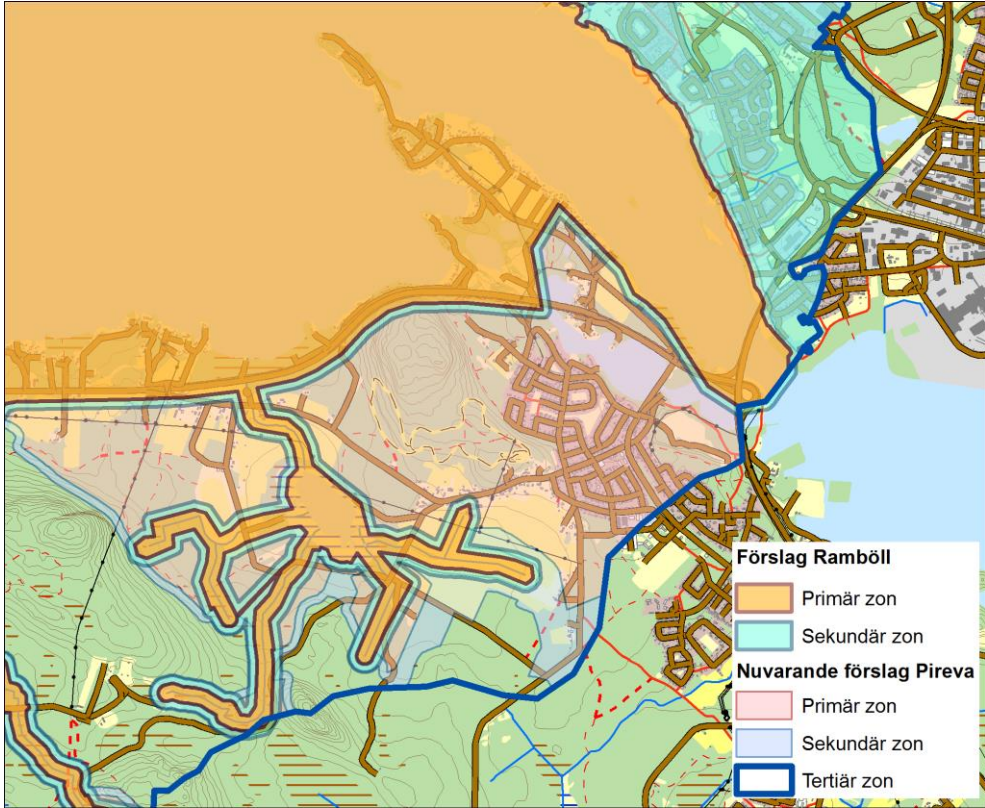 Förslag Ramböll
Primär zon
Sekundär zon
Nuvarande förslag Pireva
Primär zon
Sekundär zon
Tertiär zon